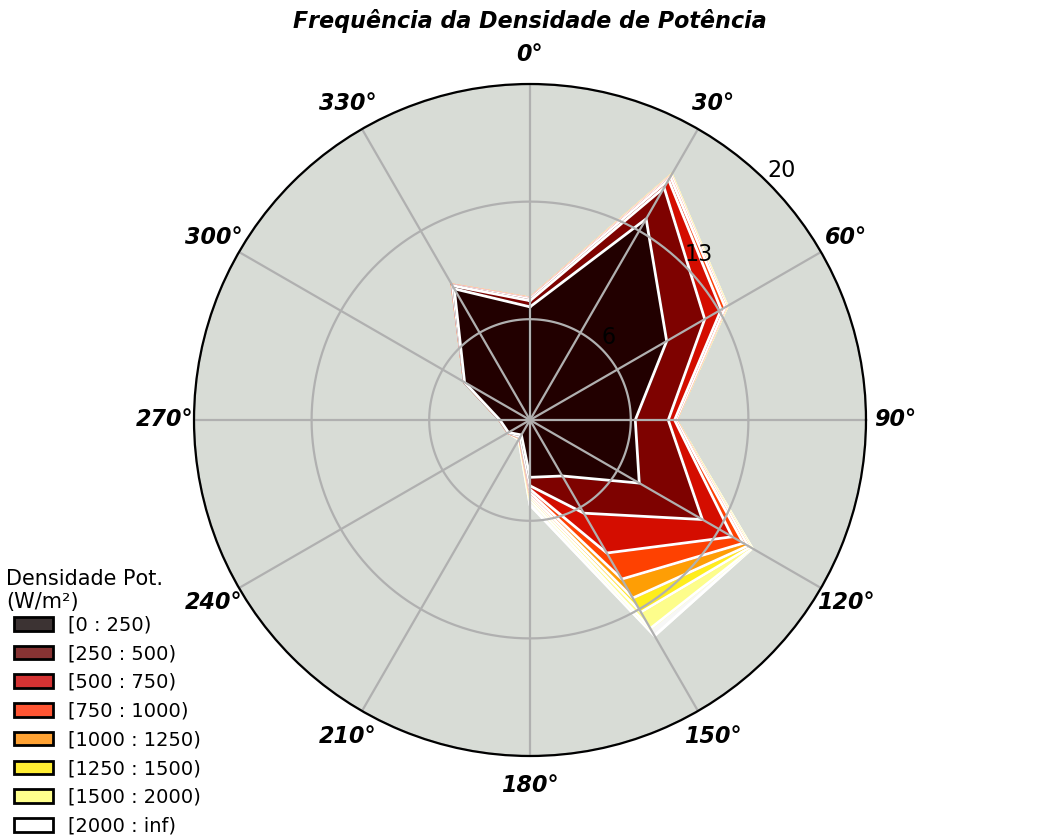 Frequência da Densidade de Potência
0°
330°
30°
20
300°
60°
13
6
270°
90°
240°
120°
210°
150°
180°
Densidade Pot.
(W/m²)
[0 : 250)
[250 : 500)
[500 : 750)
[750 : 1000)
[1000 : 1250)
[1250 : 1500)
[1500 : 2000)
[2000 : inf)